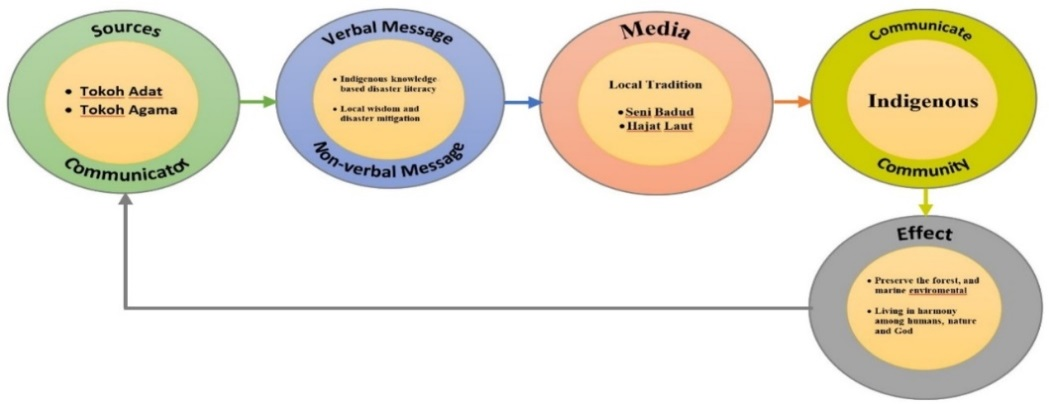 Sources
• Tokoh Adat
• Tokoh Agama
Communicator
Verbal Message
• Indigenous knowledge-
based disaster literacy
• Local wisdom and
disaster mitigation
Non-verbal Message
Media
Local Tradition
• Seni Badud
• Hajat Laut
Communicate
Indigenous
Community
Effect
• Preserve the forest, and
marine enviromental
• Living in harmony
among humans, nature
and God